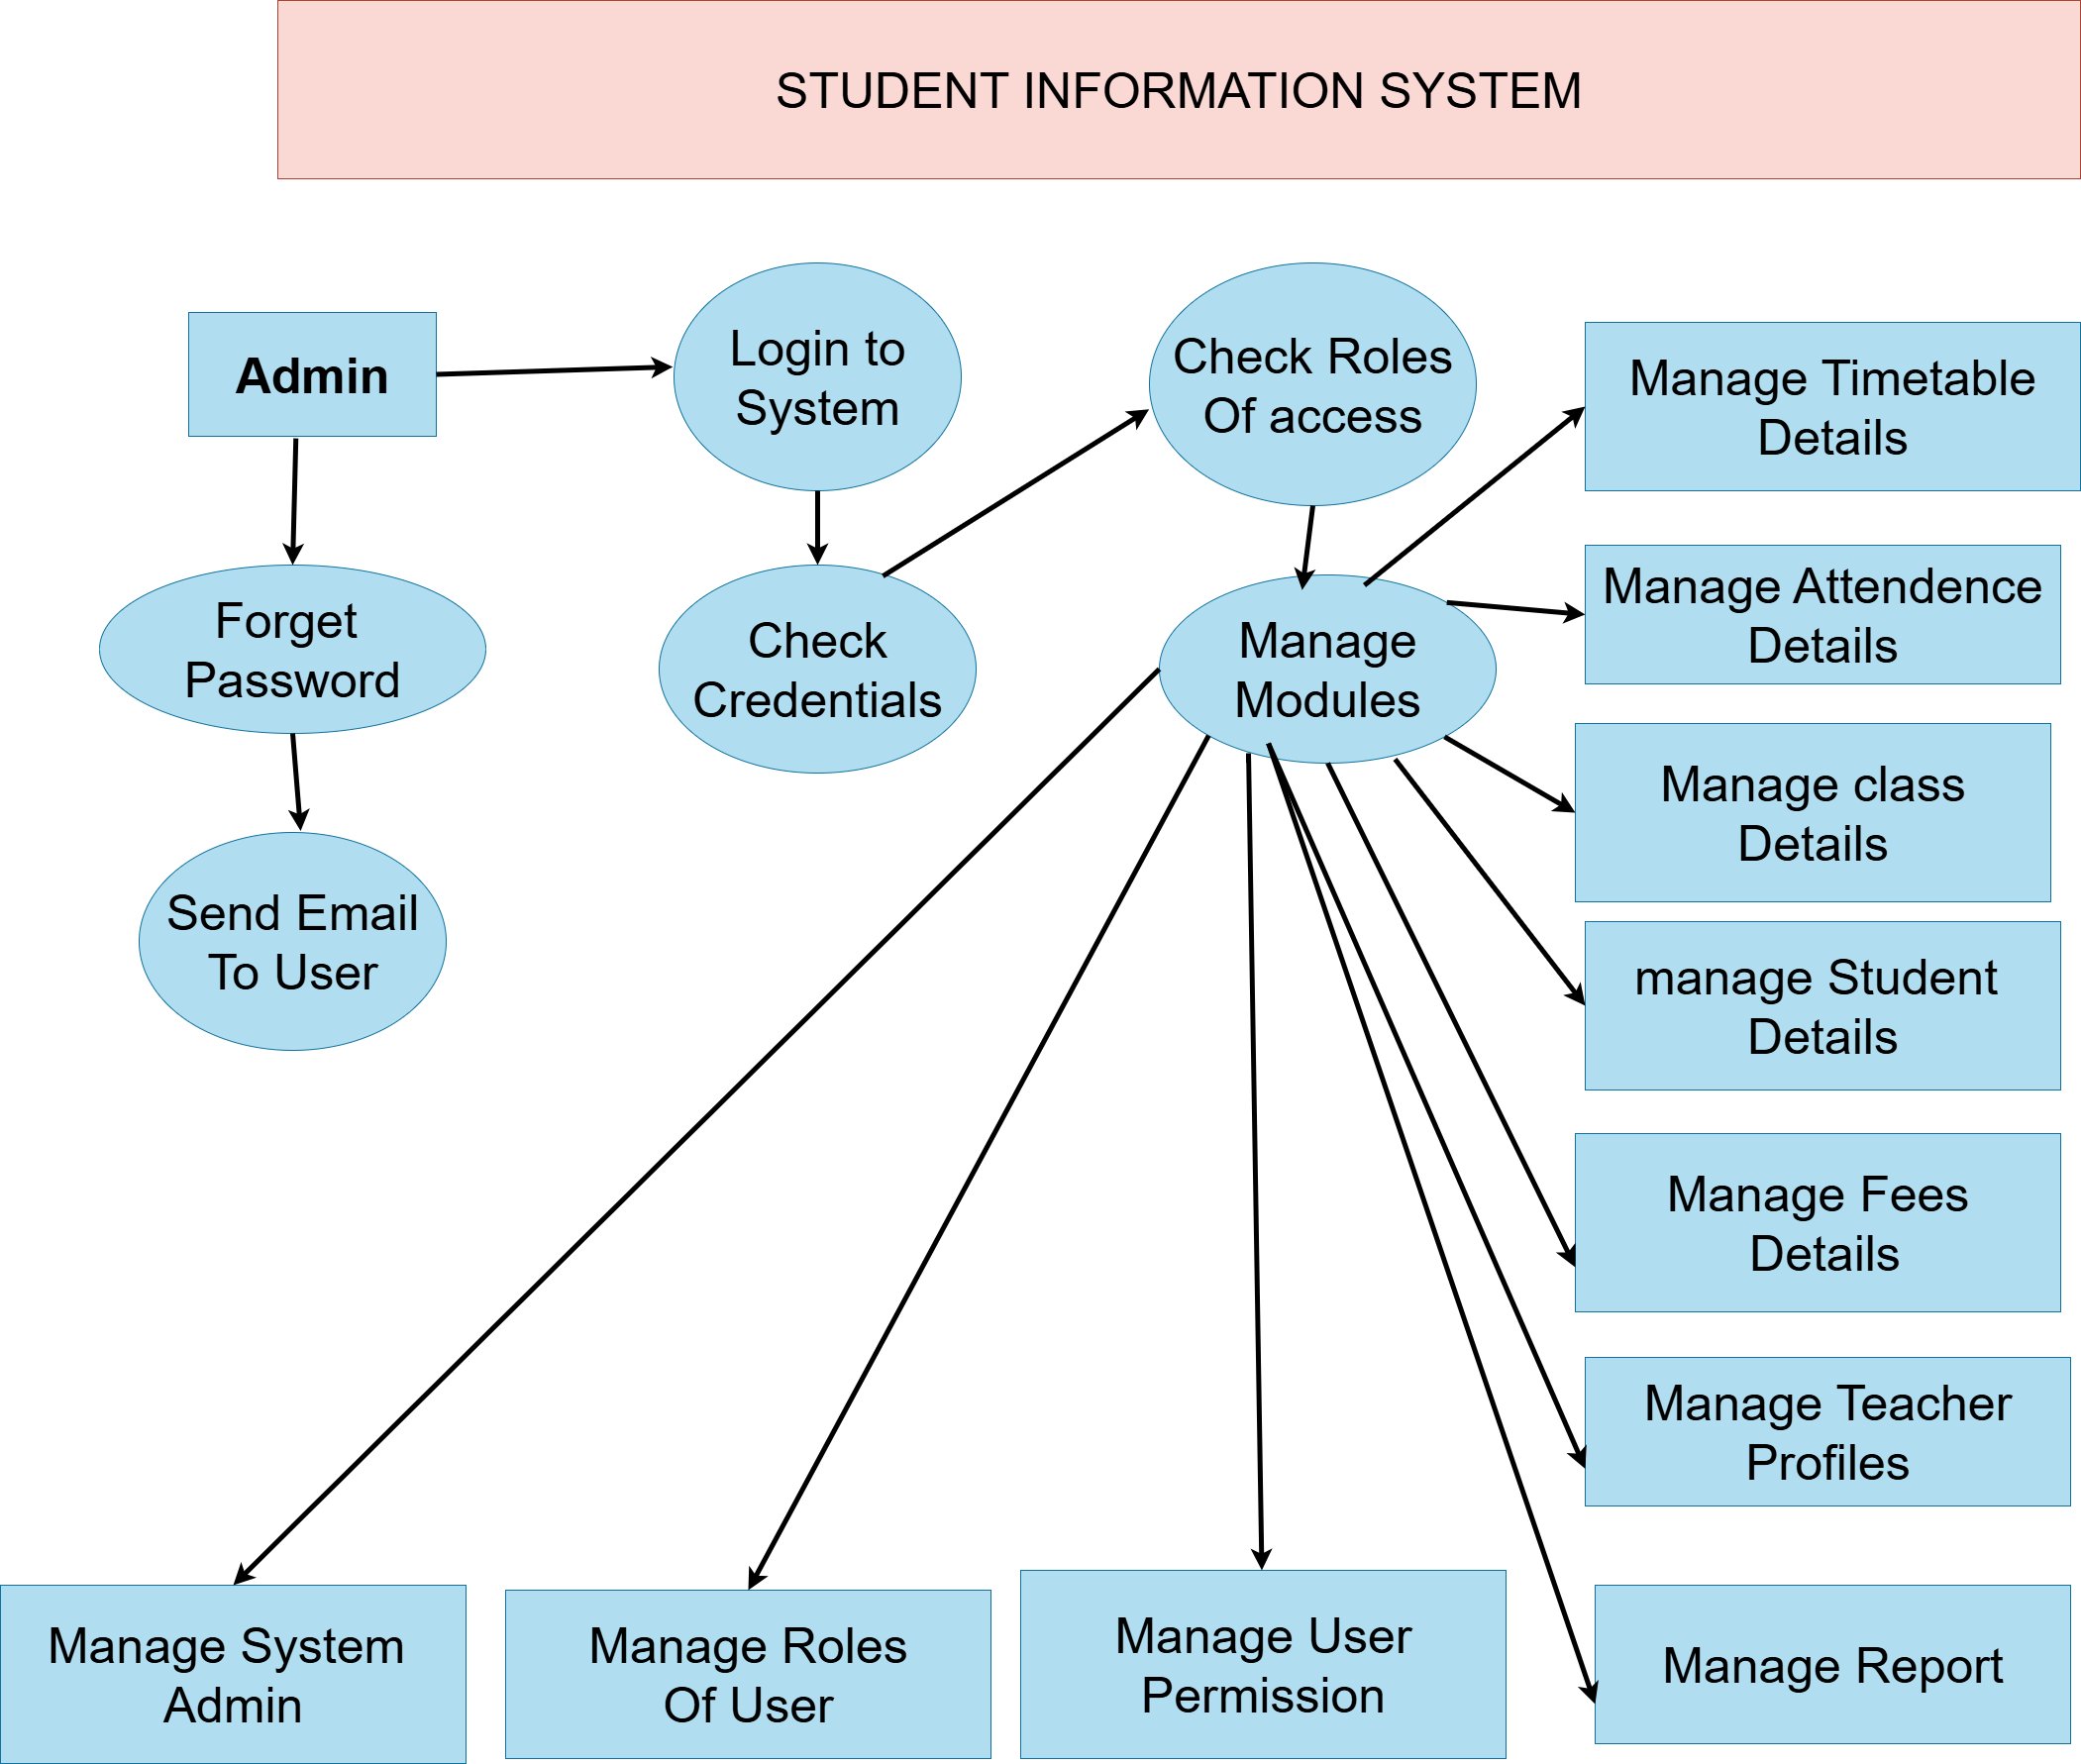 STUDENT INFORMATION SYSTEM
Admin
Login to
System
Check Roles
Of access
Manage Timetable
Details
Forget
Password
Check
Credentials
Manage
Modules
Manage Attendence
Details
Manage class
Details
Send Email
To User
manage Student
Details
Manage Fees
Details
Manage Teacher
Profiles
Manage System
Admin
Manage Roles
Of User
Manage User
Permission
Manage Report